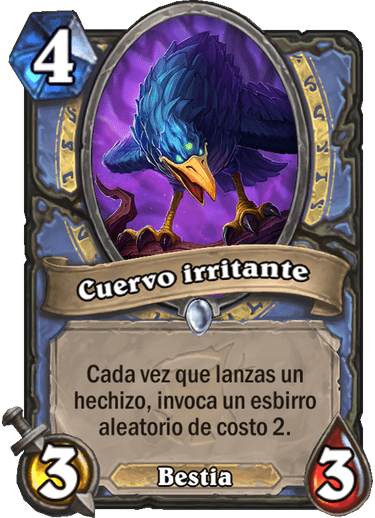 4
Cuervo irritante
Cada vez que lanzas un
hechizo, invoca un esbirro
aleatorio de costo 2.
3
Bestia
3